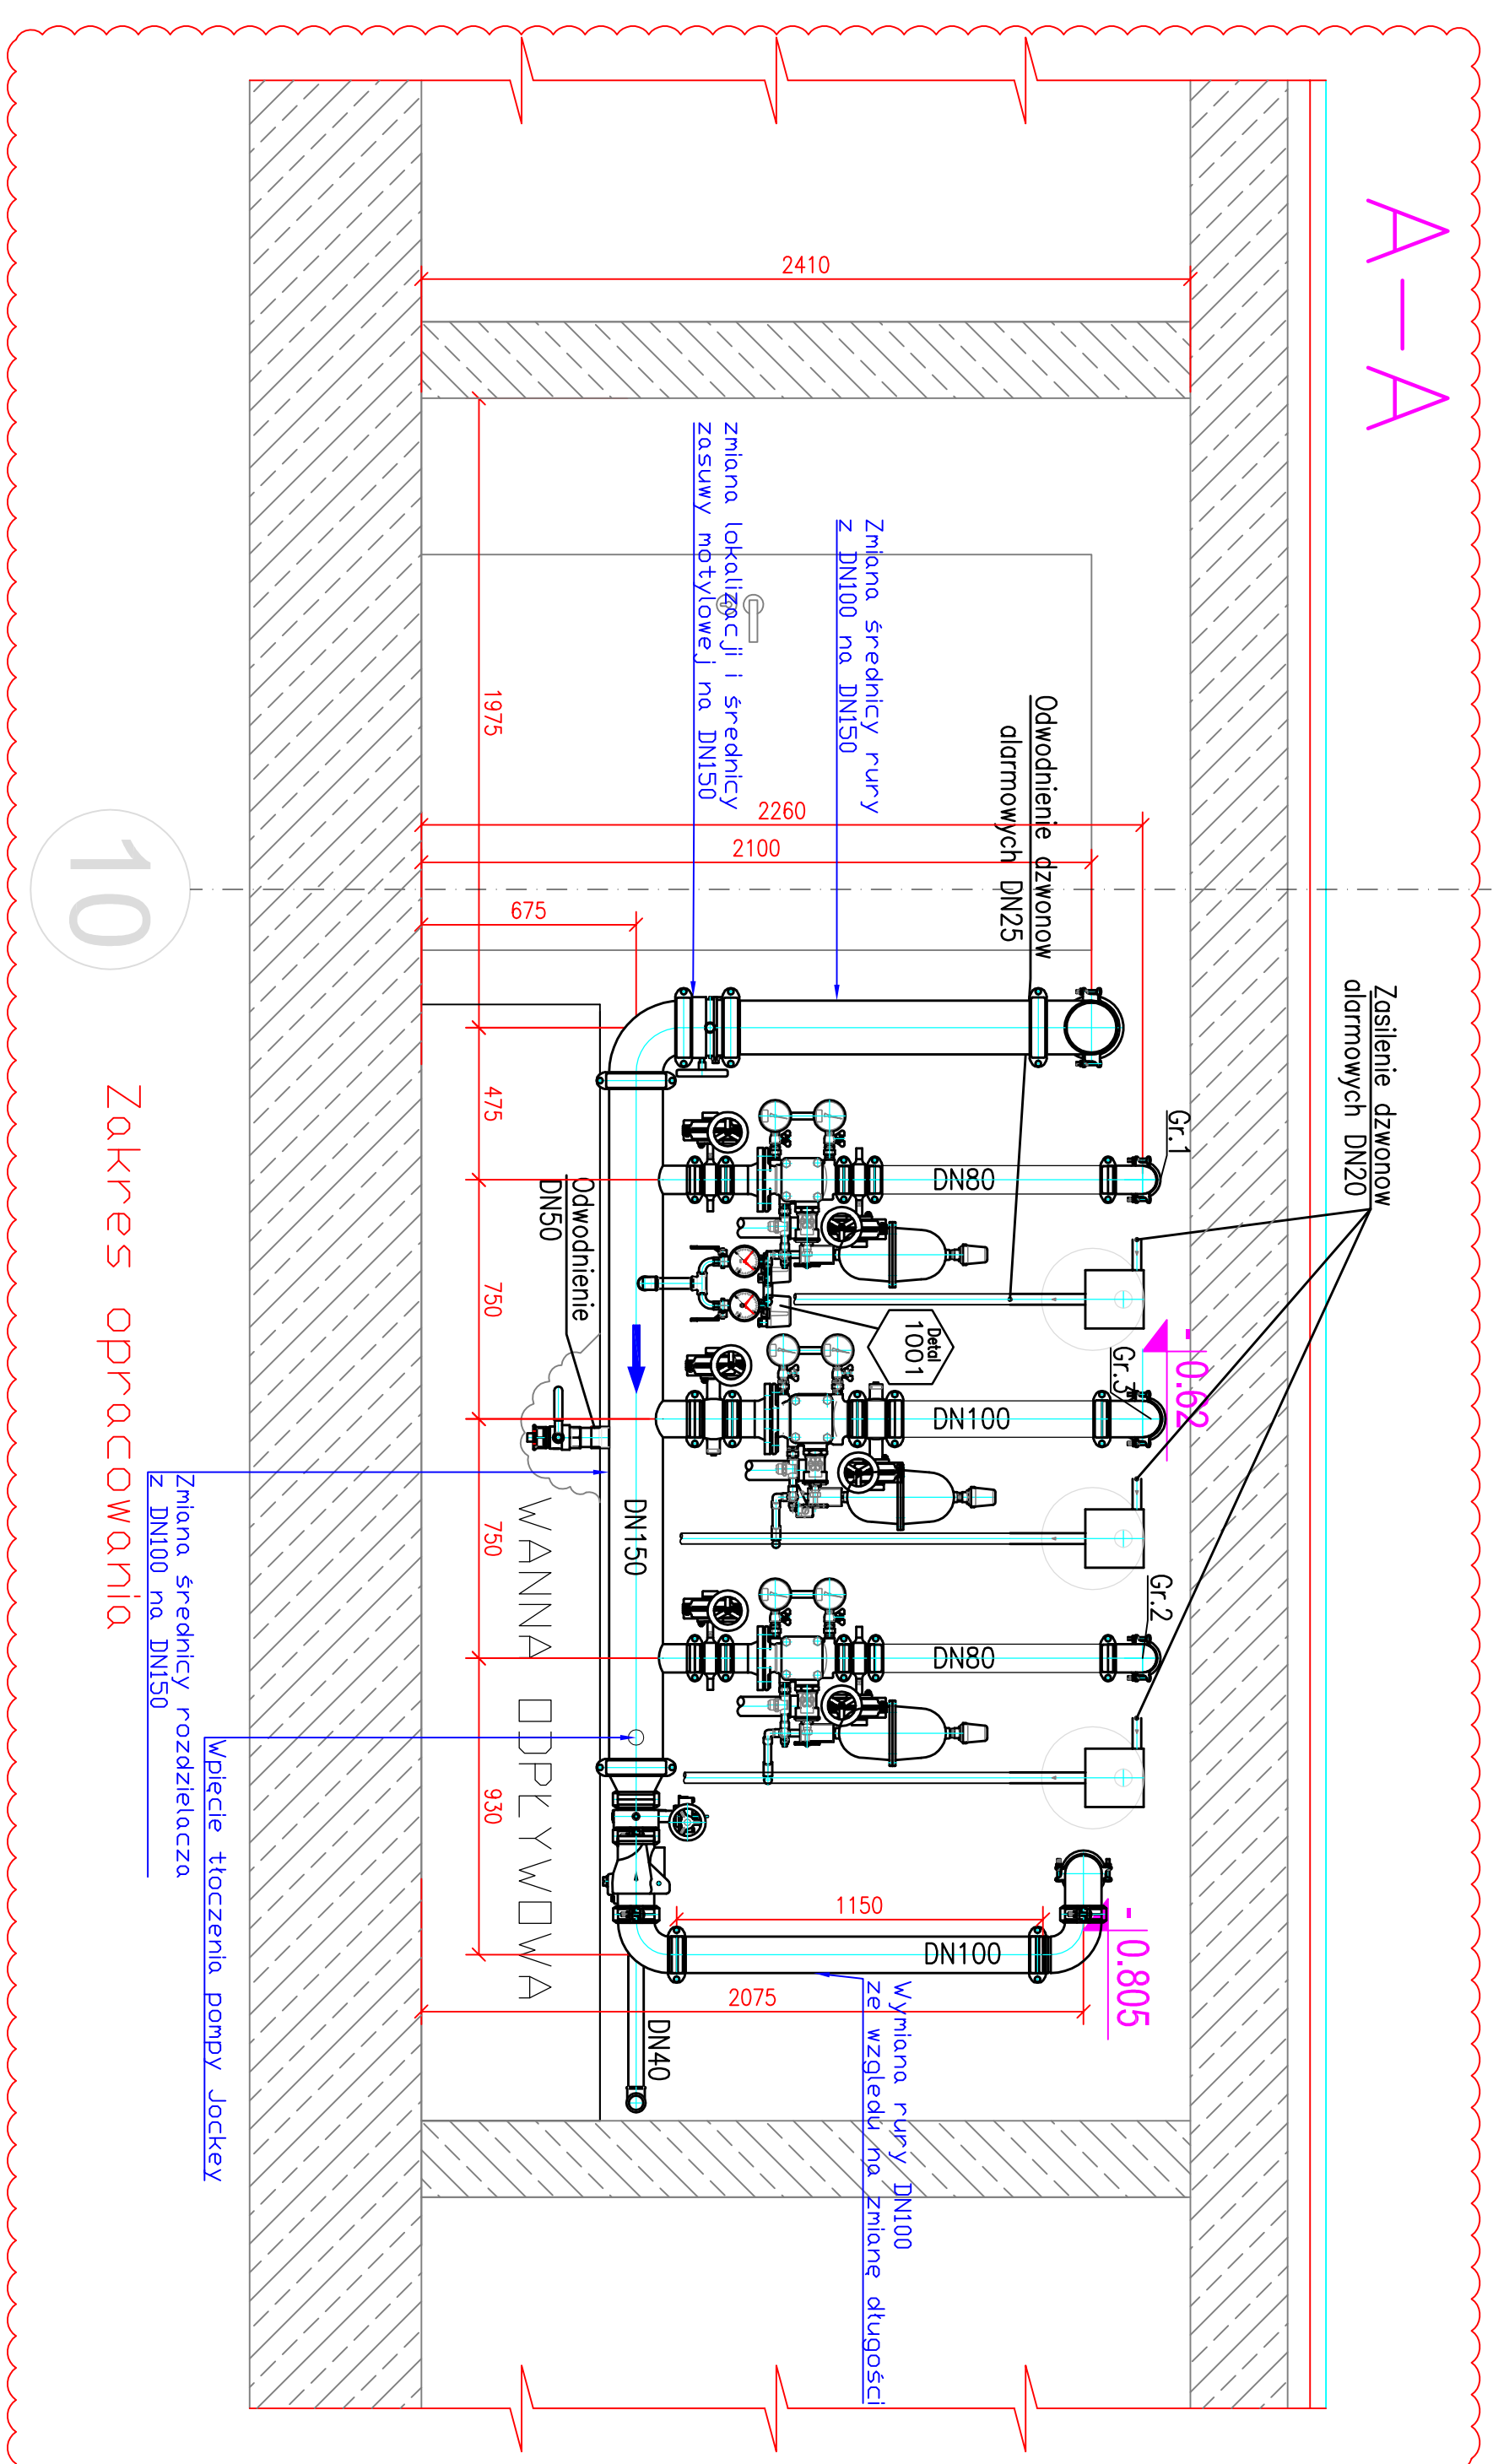 A-A
Zasilenie dzwonow
alarmowych DN20
Gr.1
- 0.62
Gr.3
Gr.2
- 0.805
2410
Odwodnienie dzwonow
alarmowych DN25
Zmiana średnicy rury
z DN100 na DN150
zmiana lokalizacji i średnicy
zasuwy motylowej na DN150
2260
2100
675
DN80
DN100
DN80
DN100
Detal
1001
1150
2075
Wymiana rury DN100
ze względu na zmianę długości
DN150
DN40
Odwodnienie
DN50
WANNA ODPŁYWOWA
1975
475
750
750
930
Wpięcie tłoczenia pompy Jockey
Zmiana średnicy rozdzielacza
z DN100 na DN150
Zakres opracowania
10